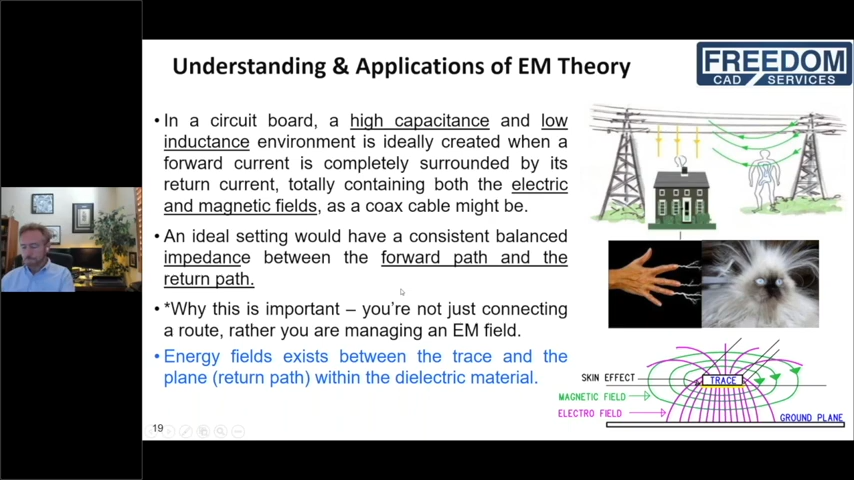 Understanding & Applications of EM Theory
FREEDOM
CAD SERVICES
• In a circuit board, a high capacitance and low
inductance environment is ideally created when a
forward current is completely surrounded by its
return current, totally containing both the electric
and magnetic fields, as a coax cable might be.
• An ideal setting would have a consistent balanced
impedance between the forward path and the
return path.
• *Why this is important – you're not just connecting
a route, rather you are managing an EM field.
• Energy fields exists between the trace and the
plane (return path) within the dielectric material.
SKIN EFFECT
TRACE
MAGNETIC FIELD
ELECTRO FIELD
GROUND PLANE
19